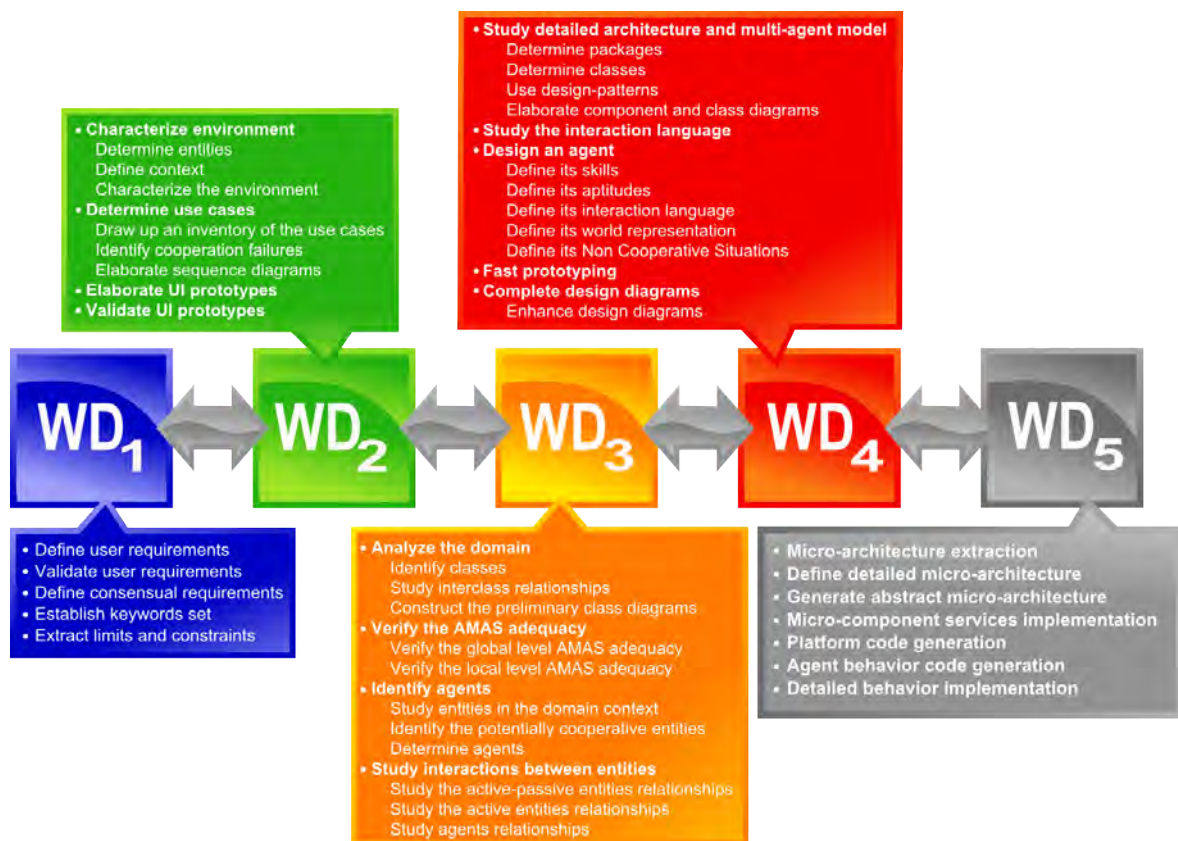 • Study detailed architecture and multi-agent model
Determine packages
Determine classes
Use design-patterns
Elaborate component and class diagrams
• Study the interaction language
• Design an agent
Define its skills
Define its aptitudes
Define its interaction language
Define its world representation
Define its Non Cooperative Situations
• Fast prototyping
• Complete design diagrams
Enhance design diagrams
• Characterize environment
Determine entities
Define context
Characterize the environment
• Determine use cases
Draw up an inventory of the use cases
Identify cooperation failures
Elaborate sequence diagrams
• Elaborate UI prototypes
• Validate UI prototypes
WD1
WD2
WD3
WD4
WD5
• Define user requirements
• Validate user requirements
• Define consensual requirements
• Establish keywords set
• Extract limits and constraints
• Analyze the domain
Identify classes
Study interclass relationships
Construct the preliminary class diagrams
• Verify the AMAS adequacy
Verify the global level AMAS adequacy
Verify the local level AMAS adequacy
• Identify agents
Study entities in the domain context
Identify the potentially cooperative entities
Determine agents
• Study interactions between entities
Study the active-passive entities relationships
Study the active entities relationships
Study agents relationships
• Micro-architecture extraction
• Define detailed micro-architecture
• Generate abstract micro-architecture
• Micro-component services implementation
• Platform code generation
• Agent behavior code generation
• Detailed behavior implementation